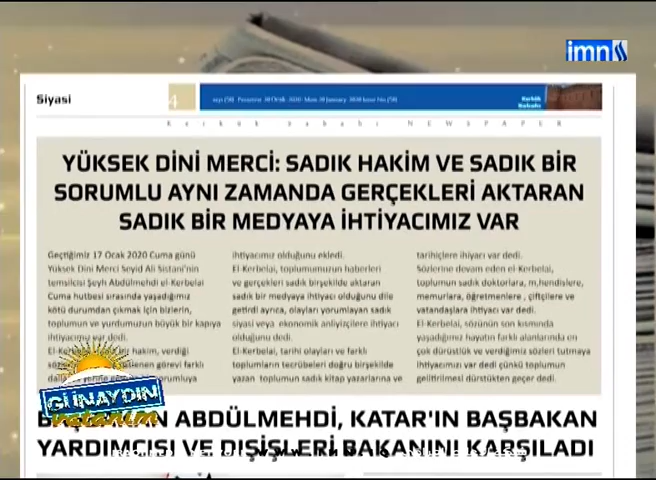 imn
Siyasi
4
Kerkük
K e r k ü k s a b a h ı N E W S P A P E R
YÜKSEK DİNİ MERCİ: SADIK HAKİM VE SADIK BİR
SORUMLU AYNI ZAMANDA GERÇEKLERİ AKTARAN
SADIK BİR MEDYAYA İHTİYACIMIZ VAR
Geçtiğimiz 17 Ocak 2020 Cuma günü
Yüksek Dini Merci Seyid Ali Sistani'nin
temsilcisi Şeyh Abdülmehdi el-Kerbelai
Cuma hutbesi sırasında yaşadığımız
kötü durumdan çıkmak için bizlerin,
toplumun ve yurdumuzun büyük bir kapıya
ihtiyacımız var dedi.
El-Kerbelai, hakim, verdiği
farklı
ihtiyacımız olduğunu ekledi.
El-Kerbelai, toplumumuzun haberleri
ve gerçekleri sadık birşekilde aktaran
sadık bir medyaya ihtiyacı olduğunu dile
getirdi ayrıca, olayları yorumlayan sadık
siyasi veya ekonomik anliyizçilere ihtiyacı
olduğunu dedi.
El-Kerbelai, tarihi olayları ve farklı
toplumların tecrübeleri doğru birşekilde
yazan toplumun sadık kitap yazarlarına ve
tarihçilere ihiyacı var dedi.
Sözlerine devam eden el-Kerbelai,
toplumun sadık doktorlara, m,hendislere,
memurlara, öğretmenlere , çiftçilere ve
vatandaşlara ihtiyacı var dedi.
El-Kerbelai, sözünün son kısmında
yaşadığımız hayatın farklı alanlarında en
çok dürüstlük ve verdiğimiz sözleri tutmaya
ihtiyacımız var dedi çünkü toplumun
geliştirilmesi dürüstlükten geçer dedi.
GÜNAYDIN
vatanım
ABDÜLMEHDİ, KATAR'IN BAŞBAKAN
YARDIMCISI VE DIŞİŞLERİ BAKANINI KARŞILADI